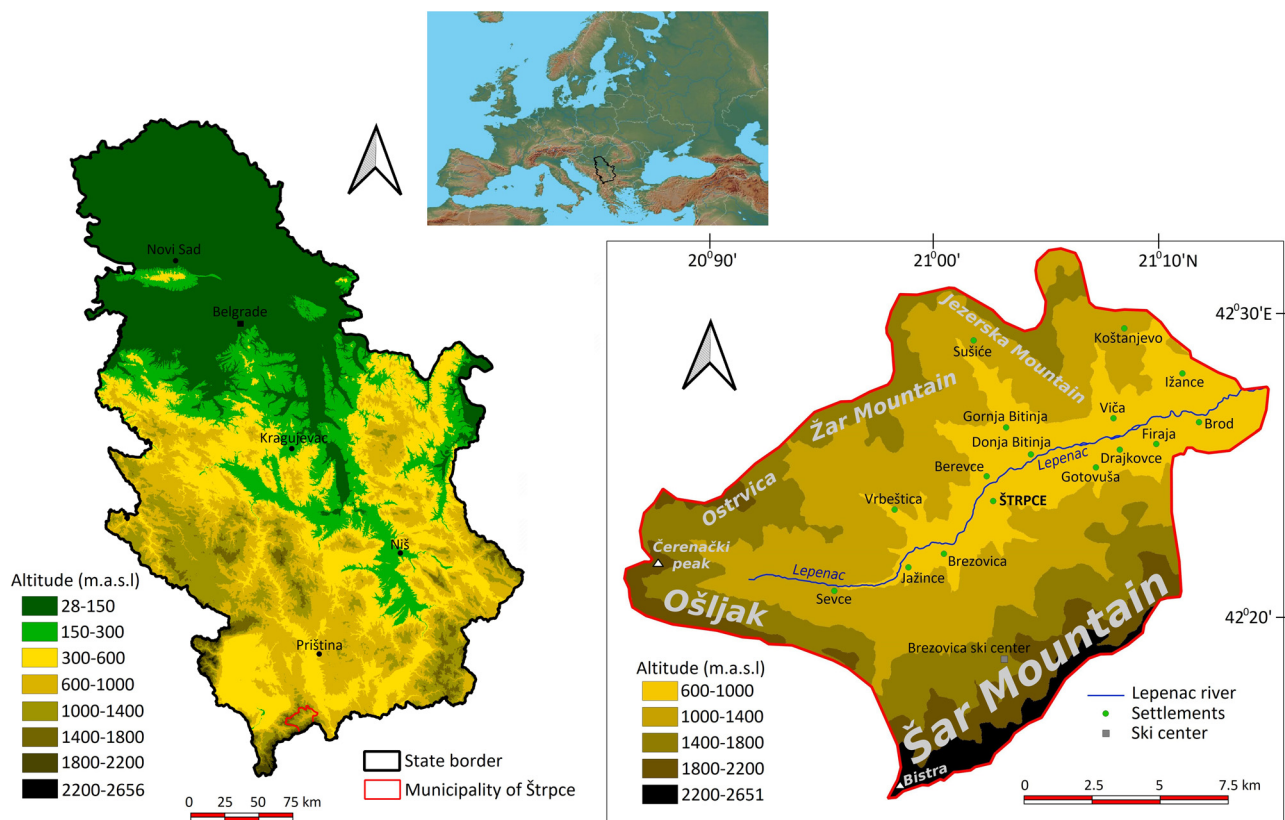 Novi Sad
Belgrade
Kragujevac
Niš
Priština
Altitude (m.a.s.l)
28-150
150-300
300-600
600-1000
1000-1400
1400-1800
1800-2200
2200-2656
State border
Municipality of Štrpce
0 25 50 75 km
20⁰90' 21⁰00' 21⁰10'N
42⁰30'E
42⁰20'
Jezerska Mountain
Koštanjevo
Sušiće
Ižance
Žar Mountain
Gornja Bitinja
Viča
Brod
Donja Bitinja
Firaja
Lepenac
Drajkovce
Berevce
Gotovuša
Ostrvica
Vrbeštica
ŠTRPCE
Čerenački
peak
Brezovica
Lepenac
Jažince
Sevce
Ošljak
Brezovica ski center
Šar Mountain
Bistra
Altitude (m.a.s.l)
600-1000
1000-1400
1400-1800
1800-2200
2200-2651
Lepenac river
Settlements
Ski center
0 2.5 5 7.5 km